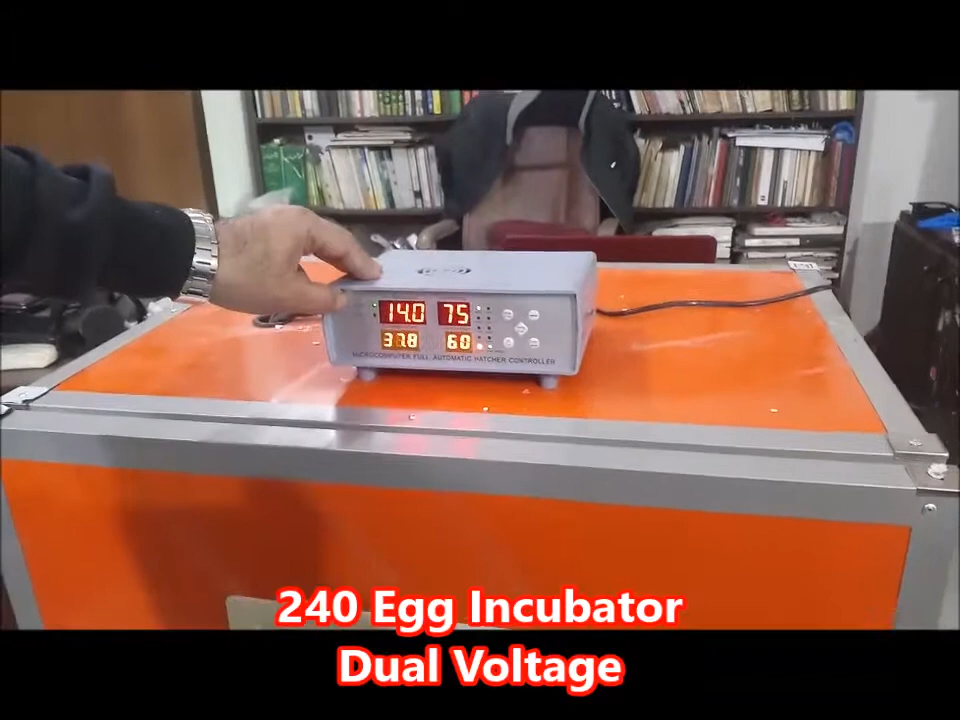 14.0 75
37.8 60
MICROCOMPUTER FULL AUTOMATIC HATCHER CONTROLLER
240 Egg Incubator
Dual Voltage